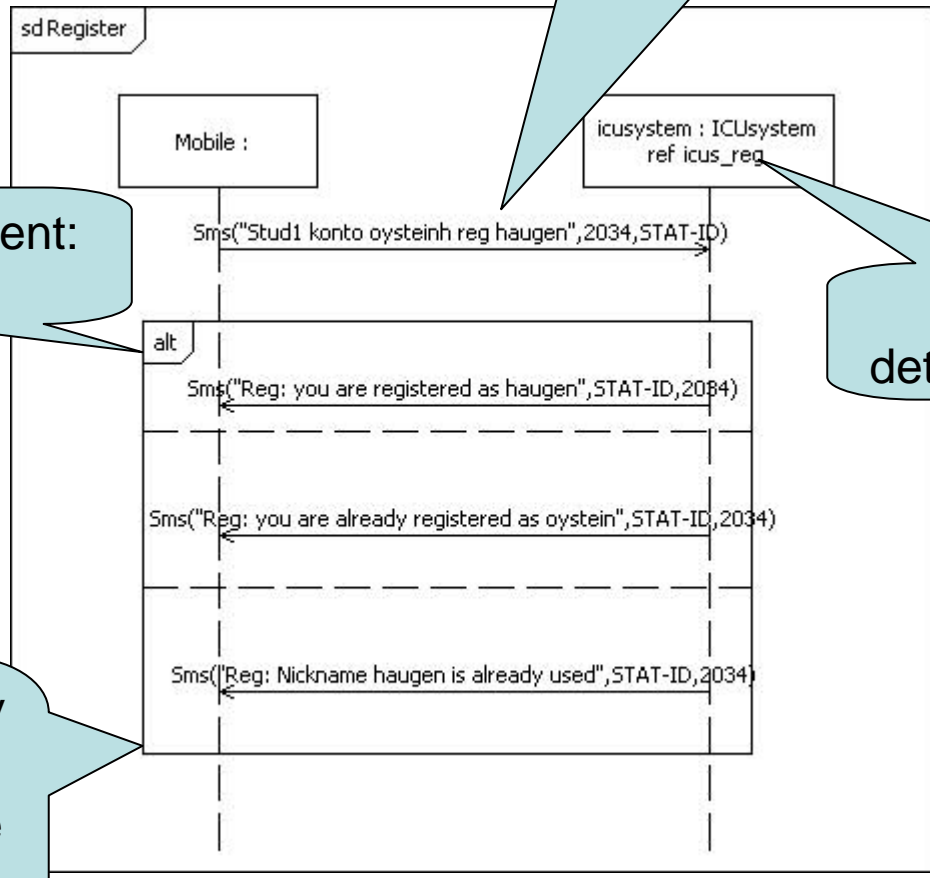 sd Register
Mobile :
icusystem : ICUsystem
ref icus_reg
Sms("Stud1 konto oysteinh reg haugen",2034,STAT-ID)
alt
Sms("Reg: you are registered as haugen",STAT-ID,2034)
Sms("Reg: you are already registered as oystein",STAT-ID,2034)
Sms("Reg: Nickname haugen is already used",STAT-ID,2034)